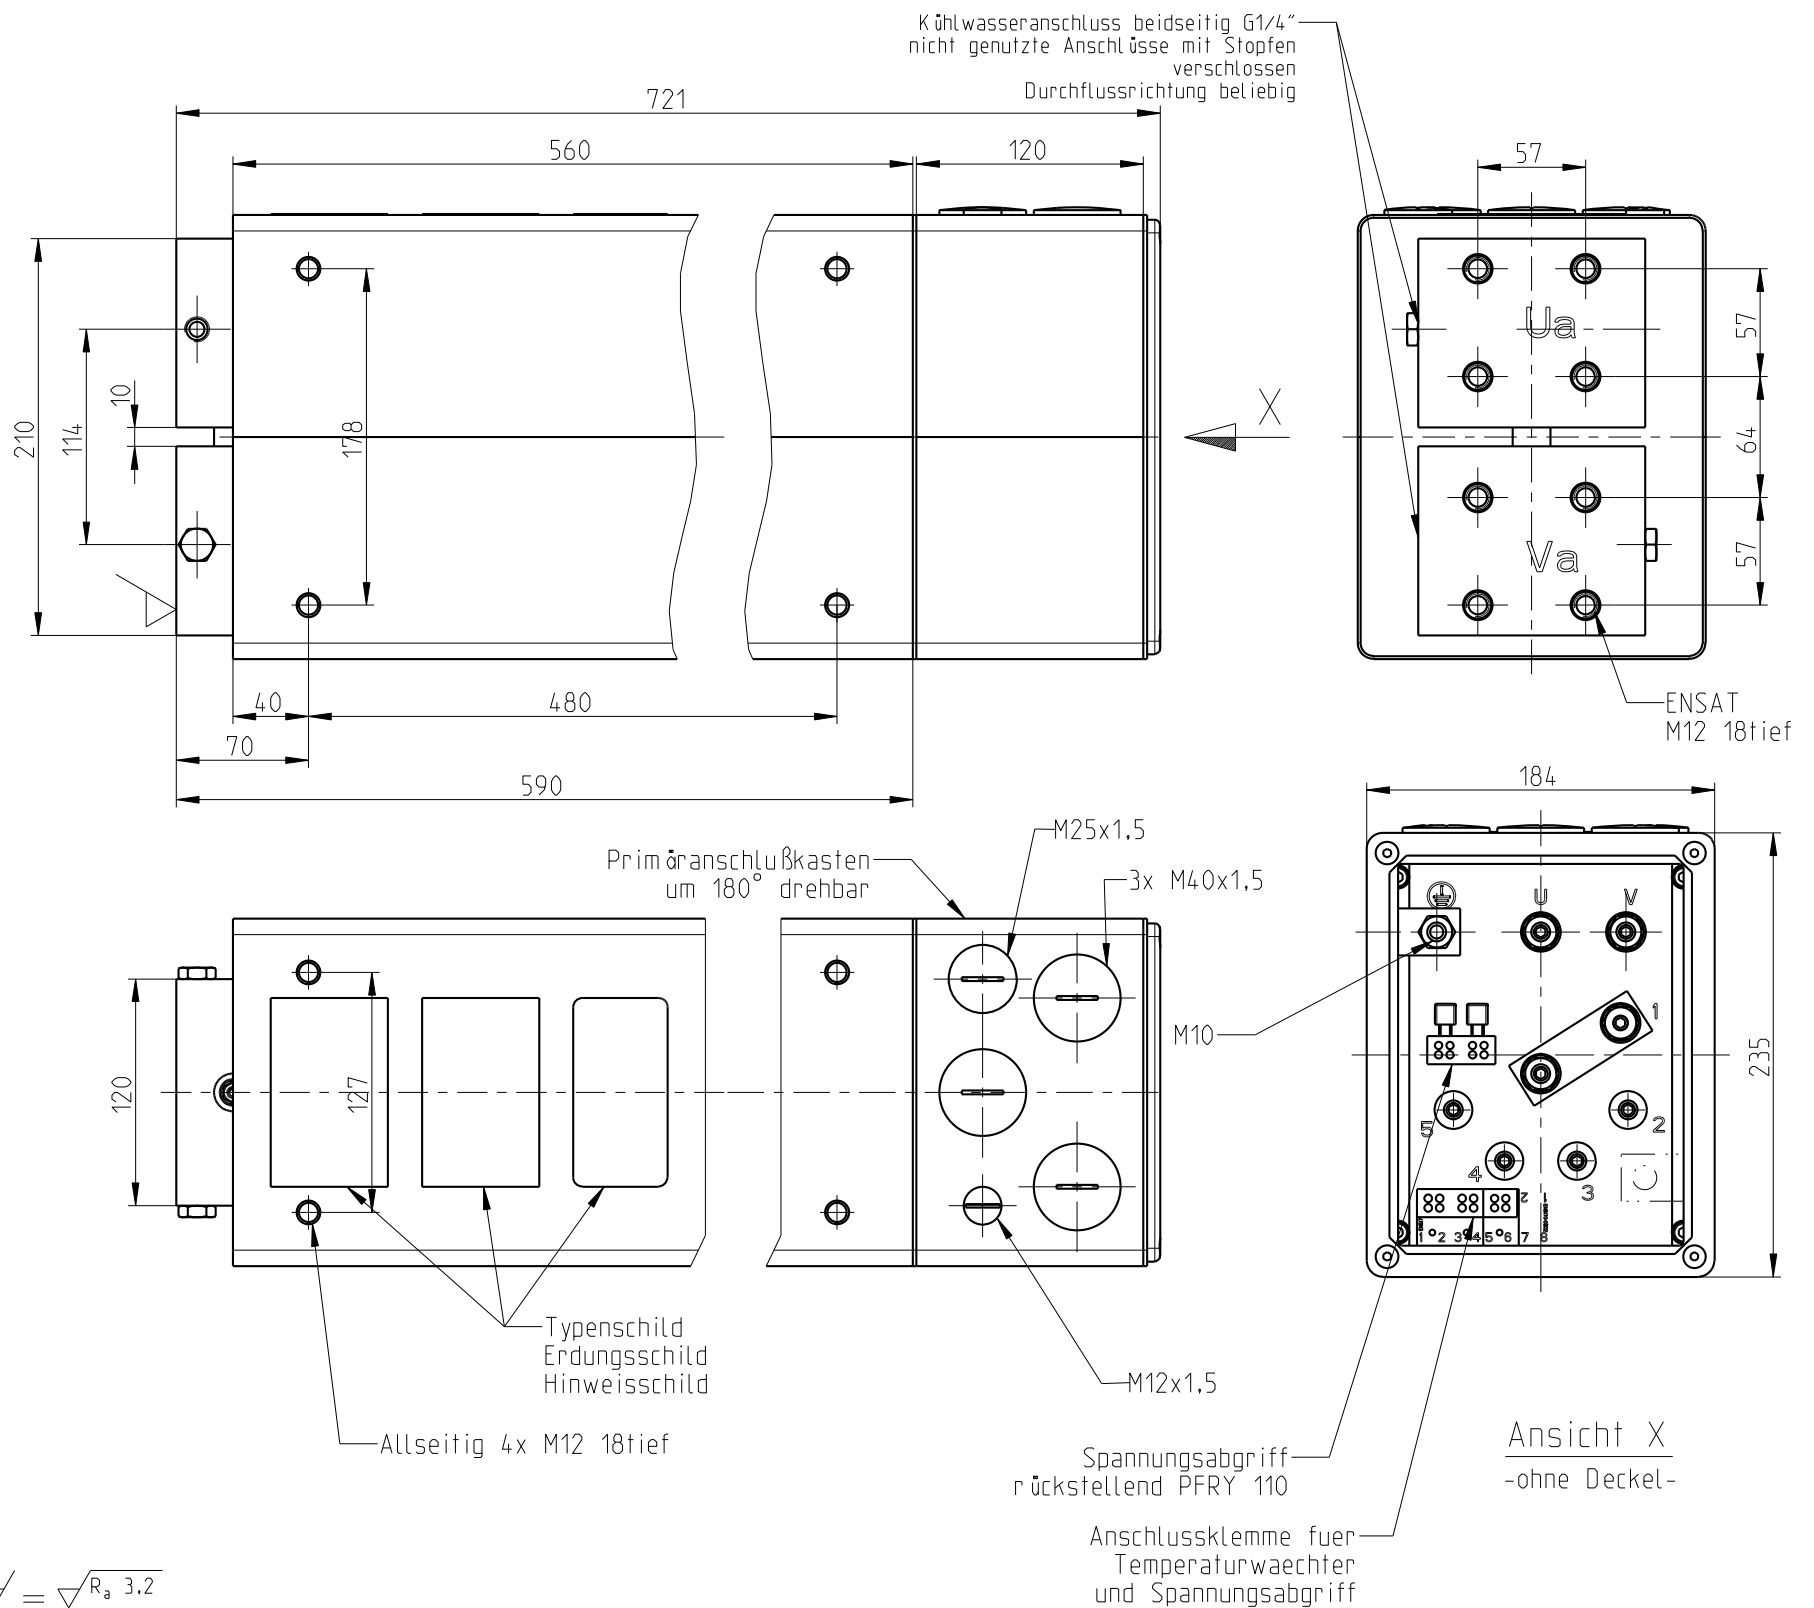 Kühlwasseranschluss beidseitig G1/4"
nicht genutzte Anschlüsse mit Stopfen
verschlossen
Durchflussrichtung beliebig
721
560
120
57
210
114
10
178
X
Ua
Va
57
64
57
40
480
70
590
ENSAT
M12 18tief
184
M25x1,5
Primäranschlußkasten
um 180° drehbar
3x M40x1,5
U
V
M10
1
235
120
127
5
2
4
3
2
1
1 2 3 4 5 6 7 8
Typenschild
Erdungsschild
Hinweisschild
M12x1,5
Allseitig 4x M12 18tief
Ansicht X
-ohne Deckel-
Spannungsabgriff
rückstellend PFRY 110
Anschlussklemme fuer
Temperaturwaechter
und Spannungsabgriff
= Ra 3,2